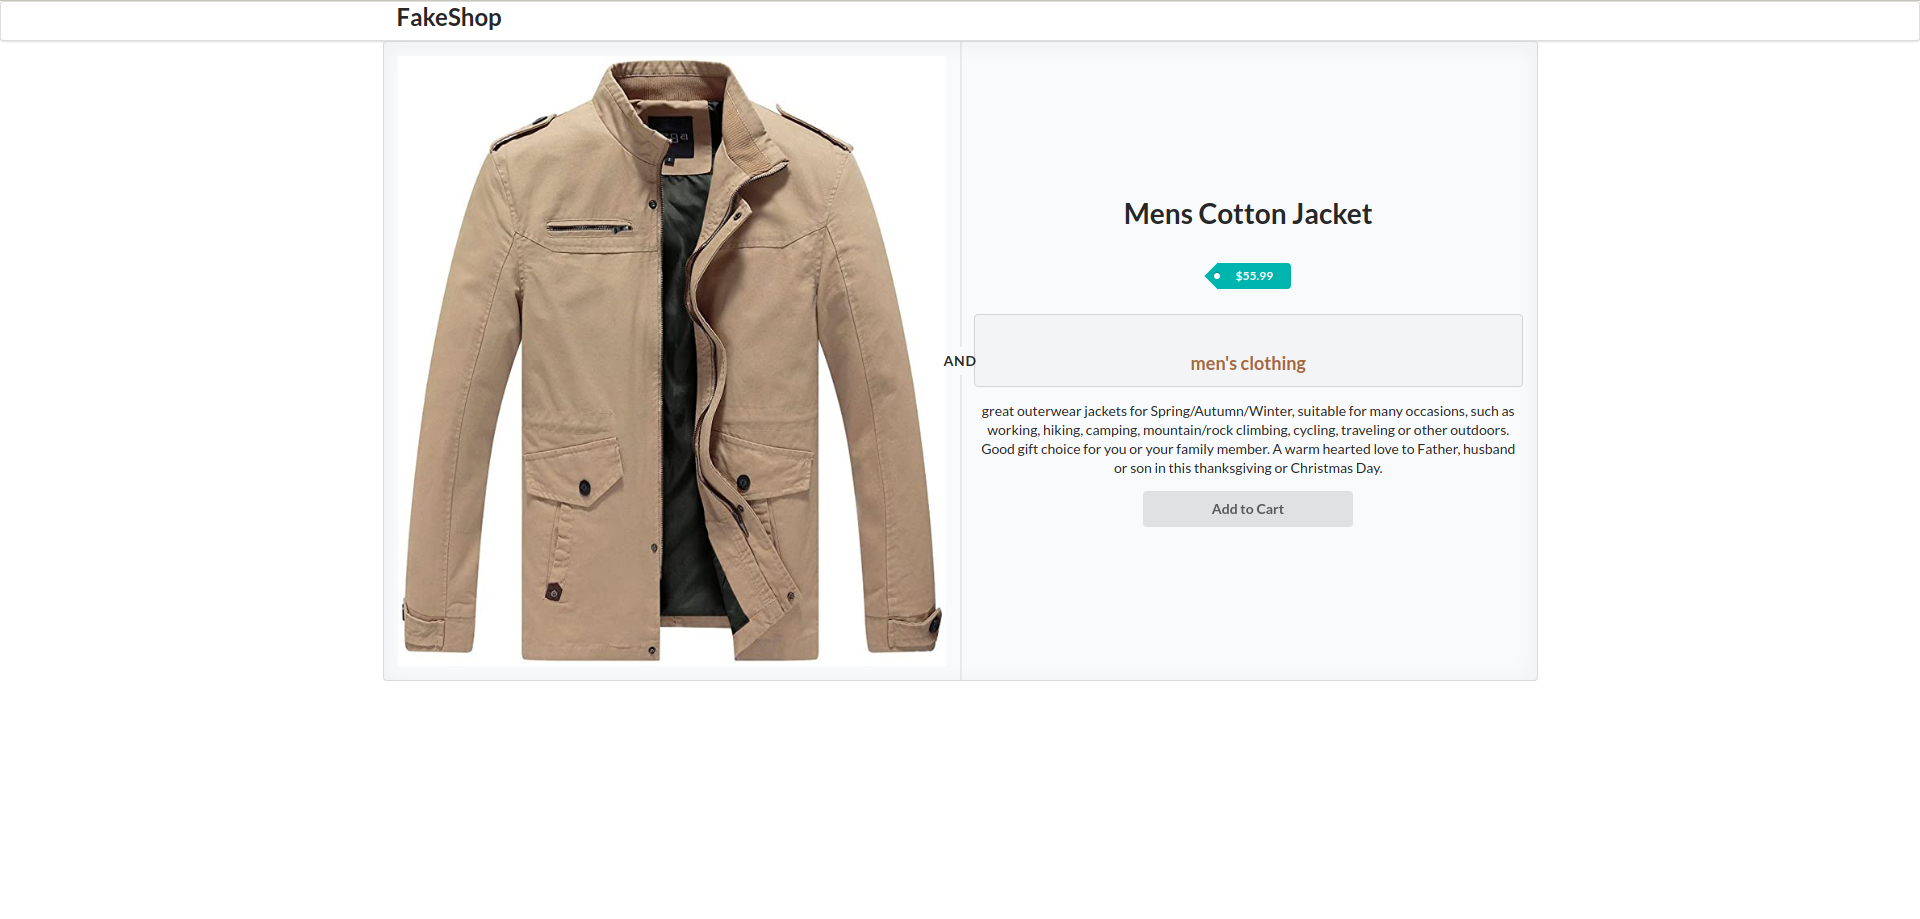 FakeShop
Mens Cotton Jacket
$55.99
AND
men's clothing
great outerwear jackets for Spring/Autumn/Winter, suitable for many occasions, such as
working, hiking, camping, mountain/rock climbing, cycling, traveling or other outdoors.
Good gift choice for you or your family member. A warm hearted love to Father, husband
or son in this thanksgiving or Christmas Day.
Add to Cart